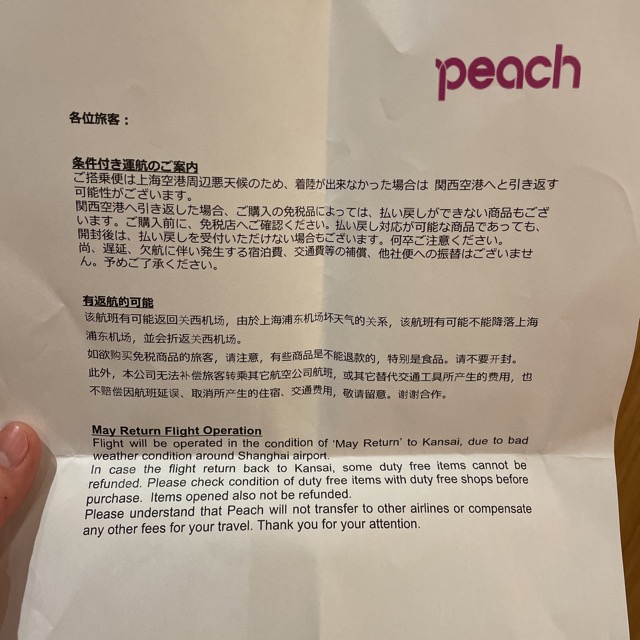 peach
各位旅客：
条件付き運航のご案内
ご搭乗便は上海空港周辺悪天候のため、着陸が出来なかった場合は 関西空港へと引き返す
可能性がございます。
関西空港へ引き返した場合、ご購入の免税品によっては、払い戻しができない商品もござ
います。ご購入前に、免税店へご確認ください。払い戻し対応が可能な商品であっても、
開封後は、払い戻しを受付いただけない場合もございます。何卒ご注意ください。
尚、遅延、欠航に伴い発生する宿泊費、交通費等の補償、他社便への振替はございませ
ん。予めご了承ください。
有返航的可能
该航班有可能返回关西机场，由於上海浦东机场坏天气的关系，该航班有可能不能降落上海
浦东机场，并会折返关西机场。
如欲购买免税商品的旅客，请注意，有些商品是不能退款的，特别是食品。请不要开封。
此外，本公司无法补偿旅客转乘其它航空公司航班，或其它替代交通工具所产生的费用，也
不赔偿因航班延误、取消所产生的住宿、交通费用，敬请留意。谢谢合作。
May Return Flight Operation
Flight will be operated in the condition of ‘May Return’ to Kansai, due to bad
weather condition around Shanghai airport.
In case the flight return back to Kansai, some duty free items cannot be
refunded. Please check condition of duty free items with duty free shops before
purchase. Items opened also not be refunded.
Please understand that Peach will not transfer to other airlines or compensate
any other fees for your travel. Thank you for your attention.